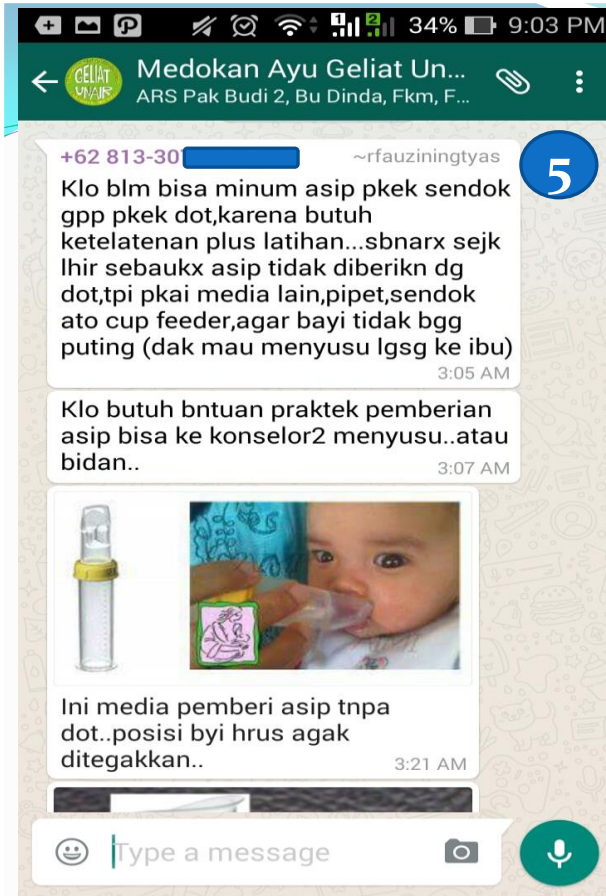 34% 9:03 PM
GELIAT
UNAIR
Medokan Ayu Geliat Un...
ARS Pak Budi 2, Bu Dinda, Fkm, F...
+62 813-30
~rfauziningtyas
5
Klo blm bisa minum asip pkek sendok
gpp pkek dot,karena butuh
ketelatenan plus latihan...sbnarx sejk
lhir sebaukx asip tidak diberikn dg
dot,tpi pkai media lain,pipet,sendok
ato cup feeder,agar bayi tidak bgg
puting (dak mau menyusu lgsg ke ibu)
3:05 AM
Klo butuh bntuan praktek pemberian
asip bisa ke konselor2 menyusu..atau
bidan..
3:07 AM
Ini media pemberi asip tnpa
dot..posisi byi hrus agak
ditegakkan..
3:21 AM
Type a message